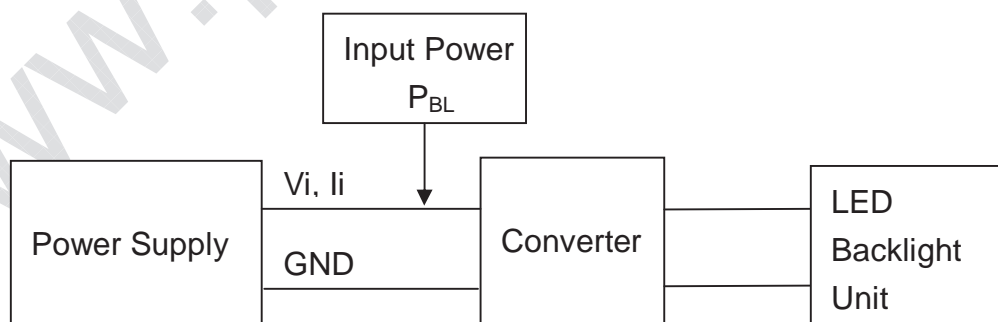 Input Power
PBL
Vi, Ii
Power Supply
GND
Converter
LED
Backlight
Unit